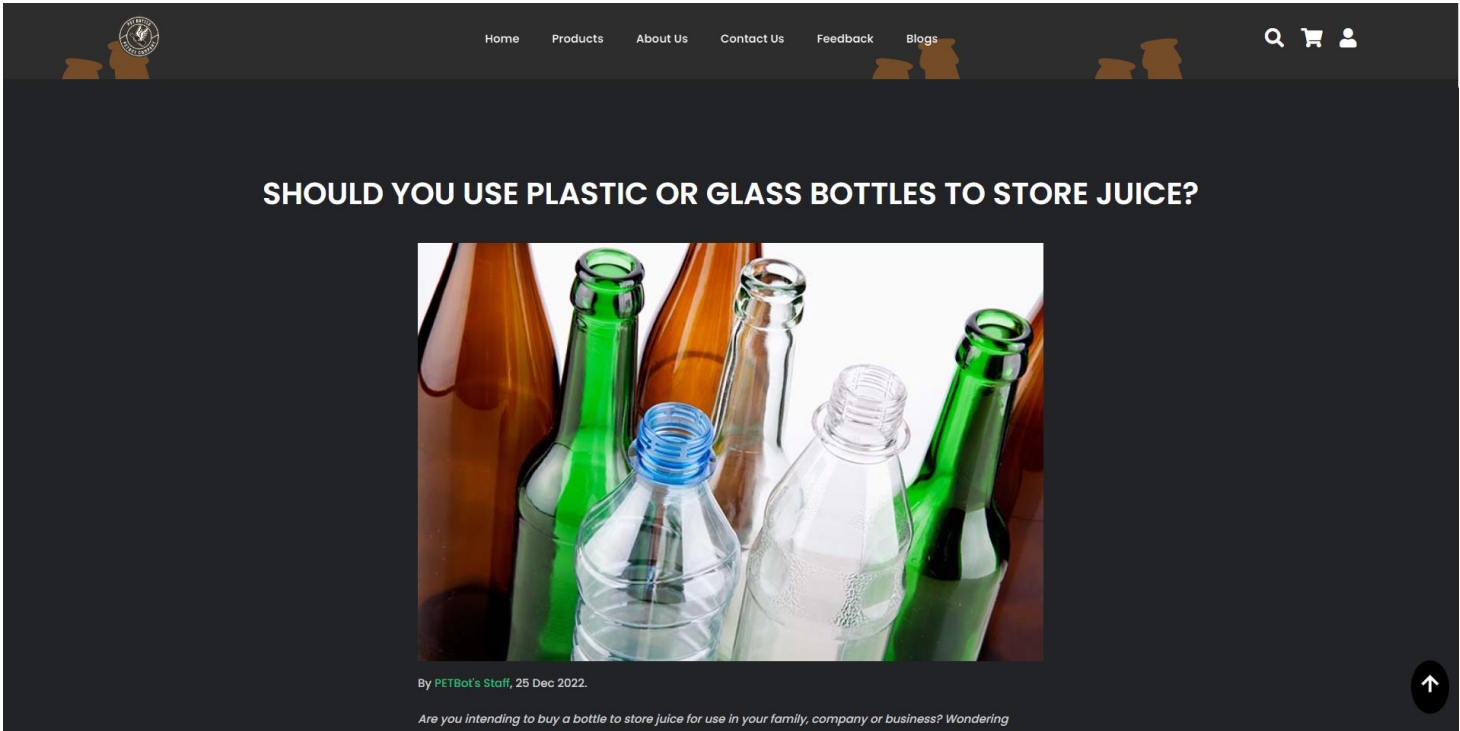 PET BOTTLE
Home Products About Us Contact Us Feedback Blogs
SHOULD YOU USE PLASTIC OR GLASS BOTTLES TO STORE JUICE?
By PETBot's Staff, 25 Dec 2022.
Are you intending to buy a bottle to store juice for use in your family, company or business? Wondering